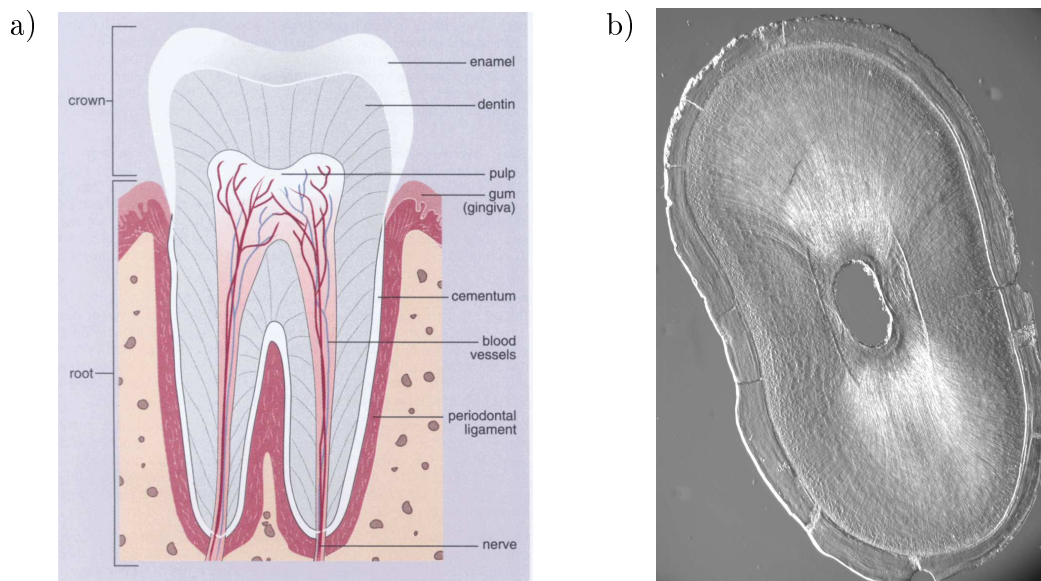 a)
b)
enamel
crown
dentin
pulp
gum
(gingiva)
cementum
blood
vessels
root
periodontal
ligament
nerve